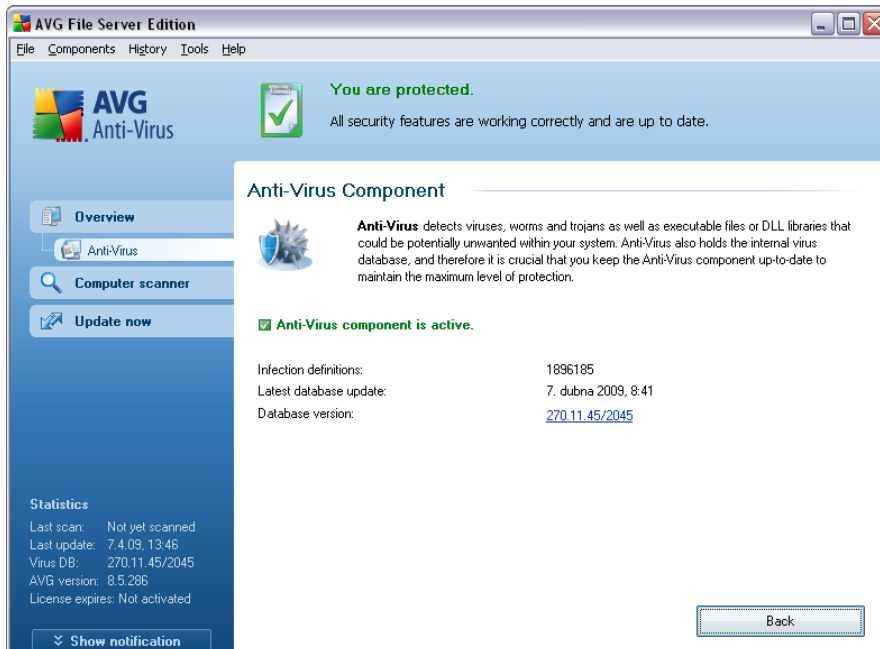 AVG File Server Edition
File Components History Tools Help
AVG
Anti-Virus
You are protected.
All security features are working correctly and are up to date.
Overview
Anti-Virus
Computer scanner
Update now
Anti-Virus Component
Anti-Virus detects viruses, worms and trojans as well as executable files or DLL libraries that
could be potentially unwanted within your system. Anti-Virus also holds the internal virus
database, and therefore it is crucial that you keep the Anti-Virus component up-to-date to
maintain the maximum level of protection.
Anti-Virus component is active.
Infection definitions: 1896185
Latest database update: 7. dubna 2009, 8:41
Database version: 270.11.45/2045
Statistics
Last scan: Not yet scanned
Last update: 7.4.09, 13:46
Virus DB: 270.11.45/2045
AVG version: 8.5.286
License expires: Not activated
Show notification
Back